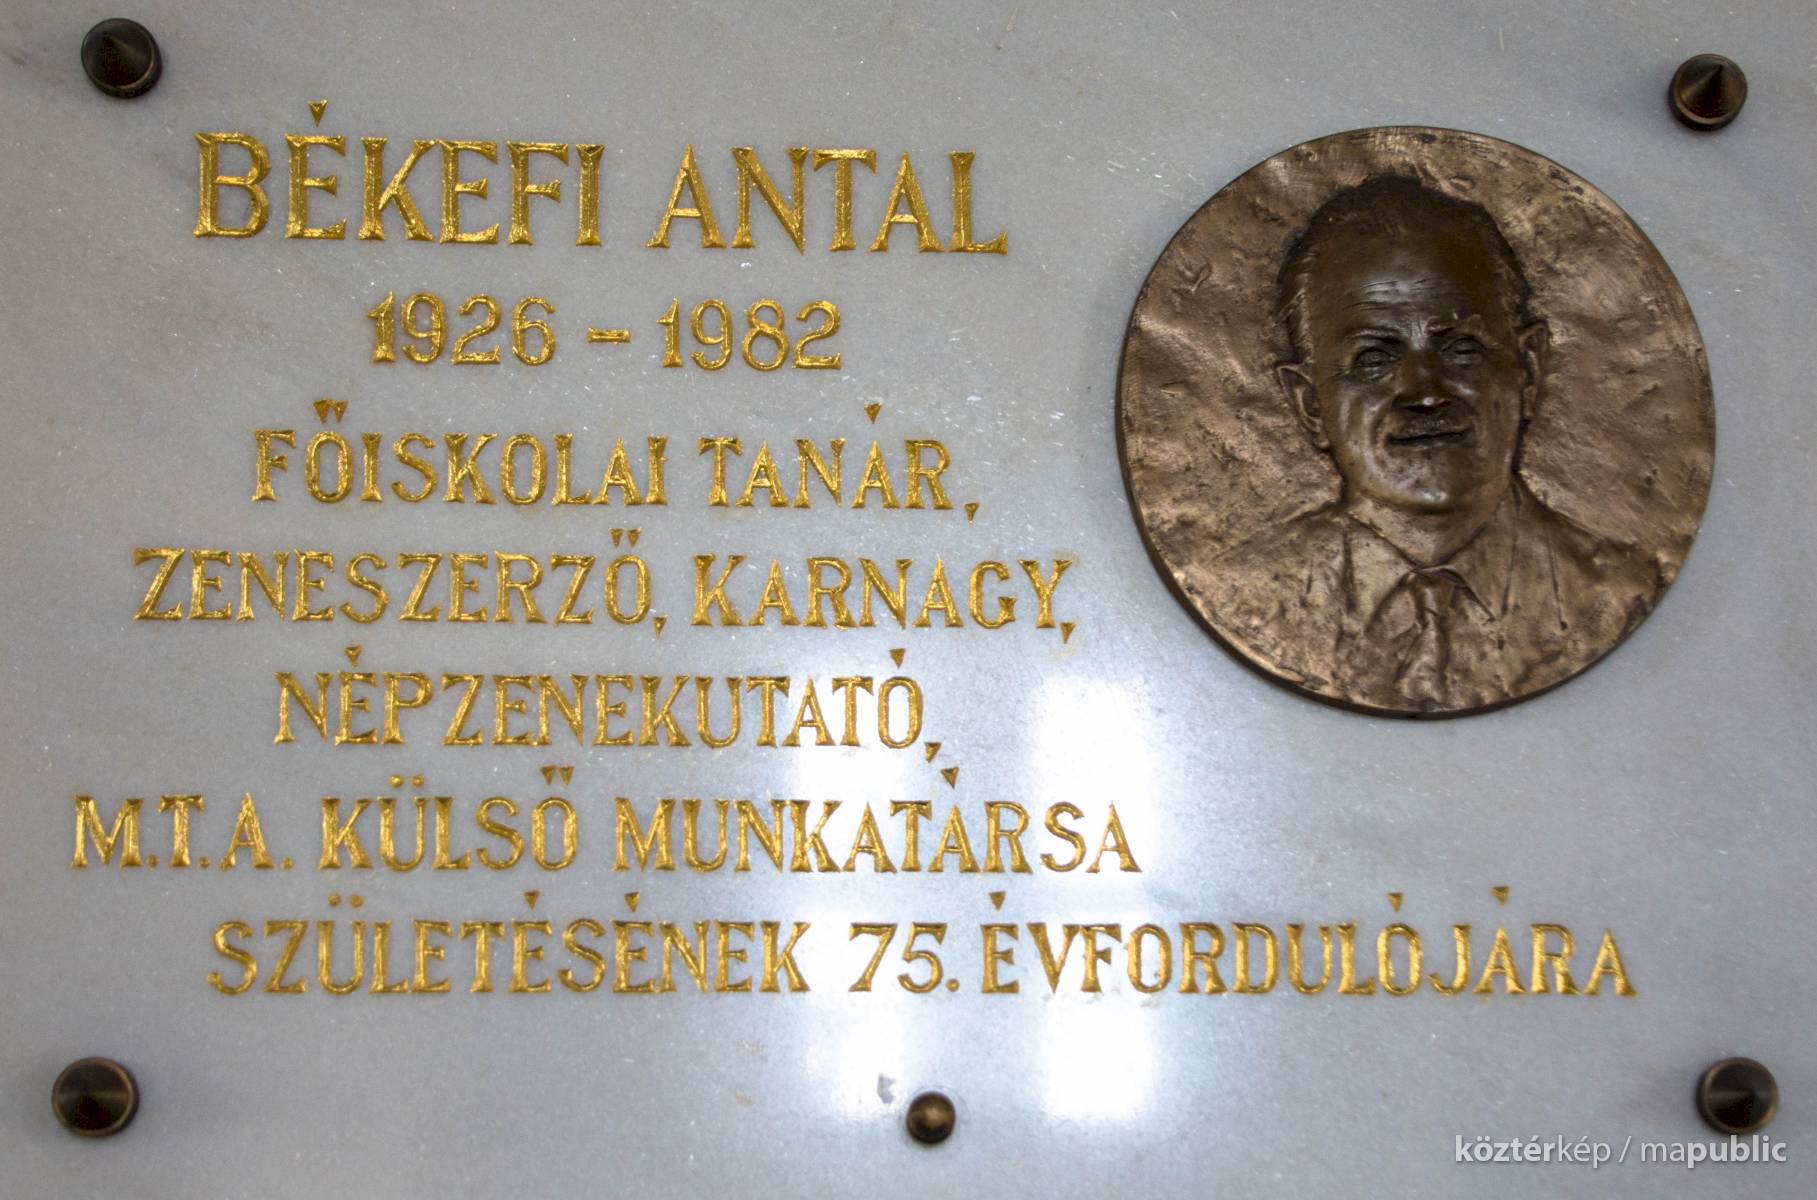 BÉKEFI ANTAL
1926 - 1982
FŐISKOLAI TANÁR,
ZENESZERZŐ, KARNAGY,
NÉPZENEKUTATÓ,
M.T.A. KÜLSŐ MUNKATÁRSA
SZÜLETÉSÉNEK 75. ÉVFORDULÓJÁRA
köztérkép / mapublic